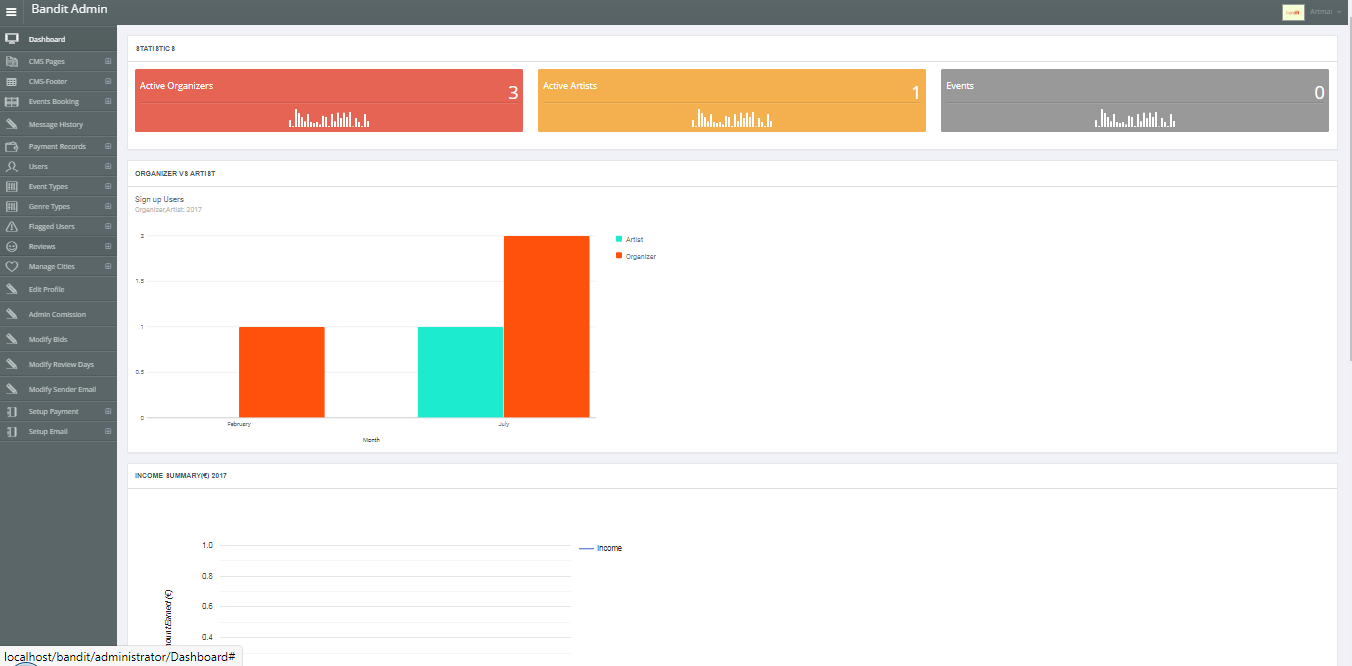 Bandit Admin
Artmai
Dashboard
CMS Pages
CMS-Footer
Events Booking
Message History
Payment Records
Users
Event Types
Genre Types
Flagged Users
Reviews
Manage Cities
Edit Profile
Admin Comission
Modify Bids
Modify Review Days
Modify Sender Email
Setup Payment
Setup Email
STATISTICS
Active Organizers
3
Active Artists
1
Events
0
ORGANIZER VS ARTIST
Sign up Users
Organizer,Artist: 2017
2
1.5
1
0.5
0
February
July
Month
Artist
Organizer
INCOME SUMMARY(€) 2017
1.0
0.8
0.6
0.4
Earned (€)
Income
localhost/bandit/administrator/Dashboard#